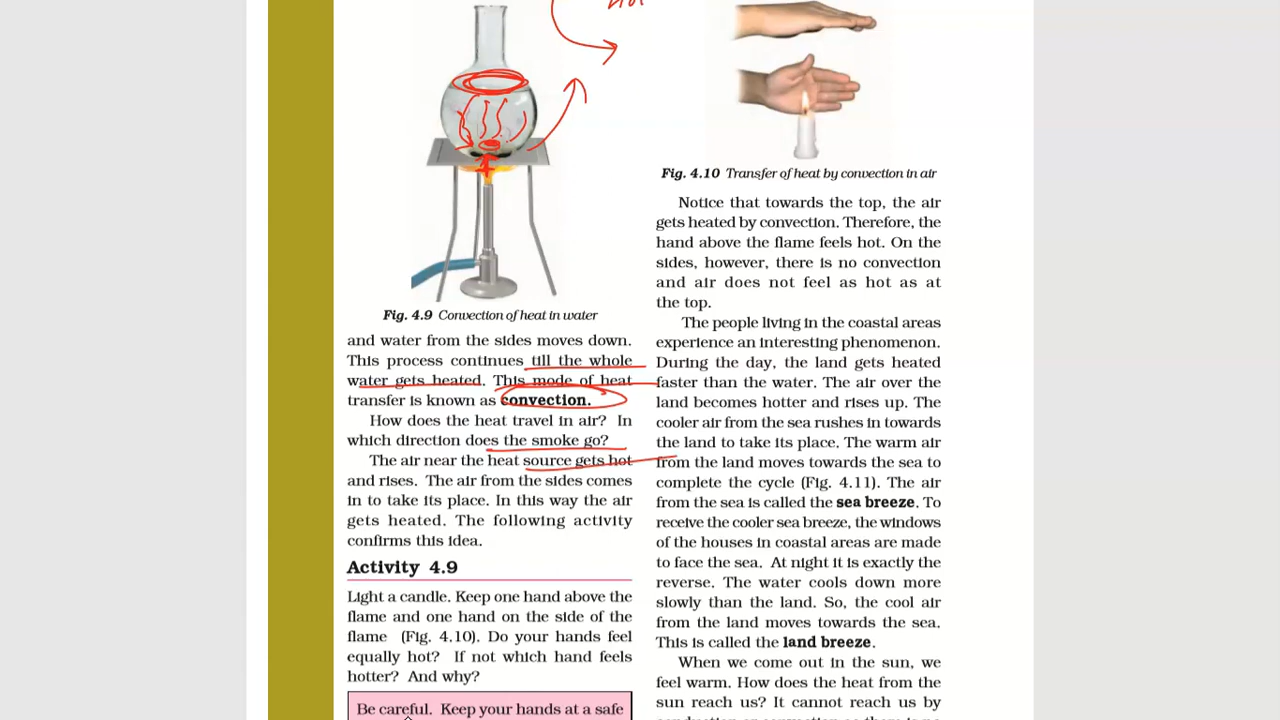 Fig. 4.9 Convection of heat in water
and water from the sides moves down.
This process continues till the whole
water gets heated. This mode of heat
transfer is known as convection.
How does the heat travel in air? In
which direction does the smoke go?
The air near the heat source gets hot
and rises. The air from the sides comes
in to take its place. In this way the air
gets heated. The following activity
confirms this idea.
Activity 4.9
Light a candle. Keep one hand above the
flame and one hand on the side of the
flame (Fig. 4.10). Do your hands feel
equally hot? If not which hand feels
hotter? And why?
Be careful. Keep your hands at a safe
Fig. 4.10 Transfer of heat by convection in air
Notice that towards the top, the air
gets heated by convection. Therefore, the
hand above the flame feels hot. On the
sides, however, there is no convection
and air does not feel as hot as at
the top.
The people living in the coastal areas
experience an interesting phenomenon.
During the day, the land gets heated
faster than the water. The air over the
land becomes hotter and rises up. The
cooler air from the sea rushes in towards
the land to take its place. The warm air
from the land moves towards the sea to
complete the cycle (Fig. 4.11). The air
from the sea is called the sea breeze. To
receive the cooler sea breeze, the windows
of the houses in coastal areas are made
to face the sea. At night it is exactly the
reverse. The water cools down more
slowly than the land. So, the cool air
from the land moves towards the sea.
This is called the land breeze.
When we come out in the sun, we
feel warm. How does the heat from the
sun reach us? It cannot reach us by